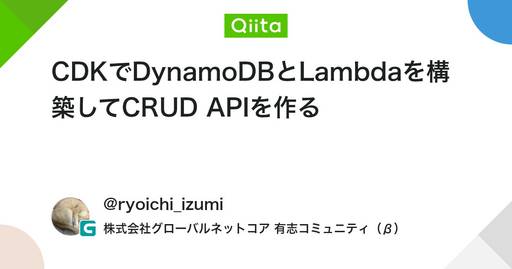 Qiita
CDKでDynamoDBとLambdaを構
築してCRUD APIを作る
@ryoichi_izumi
株式会社グローバルネットコア 有志コミュニティ（β）